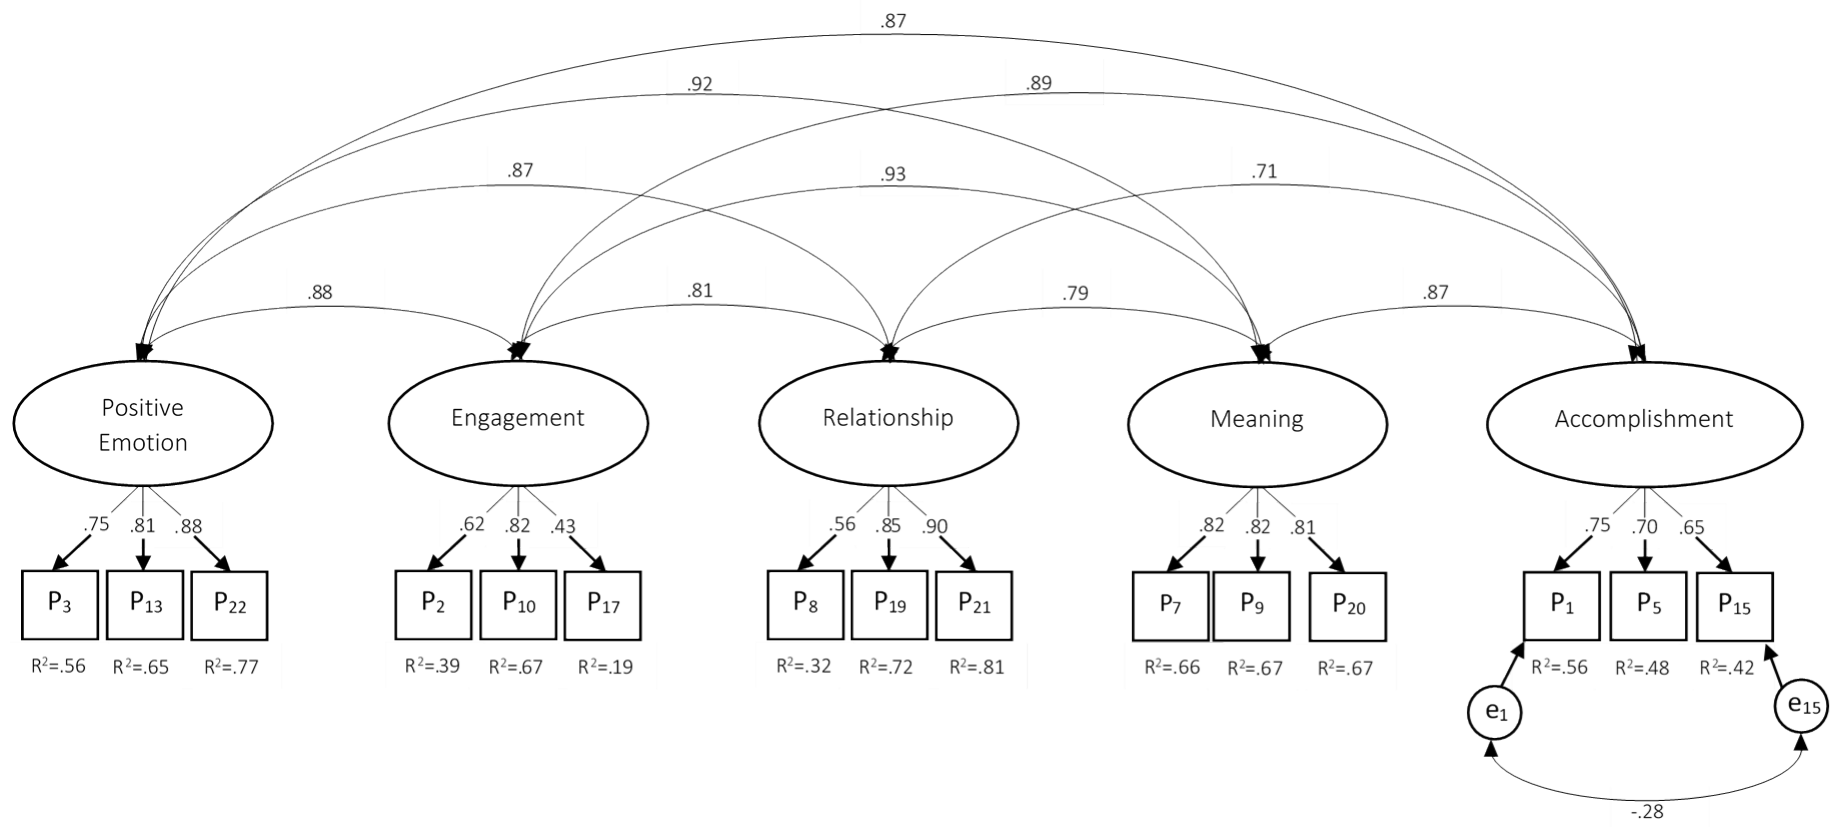 .87
.92 .89
.87 .93 .71
.88 .81 .79 .87
Positive
Emotion
Engagement
Relationship
Meaning
Accomplishment
.75 .81 .88 .62 .82 .43 .56 .85 .90 .82 .82 .81 .75 .70 .65
P3 P13 P22 P2 P10 P17 P8 P19 P21 P7 P9 P20 P1 P5 P15
R²=.56 R²=.65 R²=.77 R²=.39 R²=.67 R²=.19 R²=.32 R²=.72 R²=.81 R²=.66 R²=.67 R²=.67 R²=.56 R²=.48 R²=.42
e1 e15
-.28